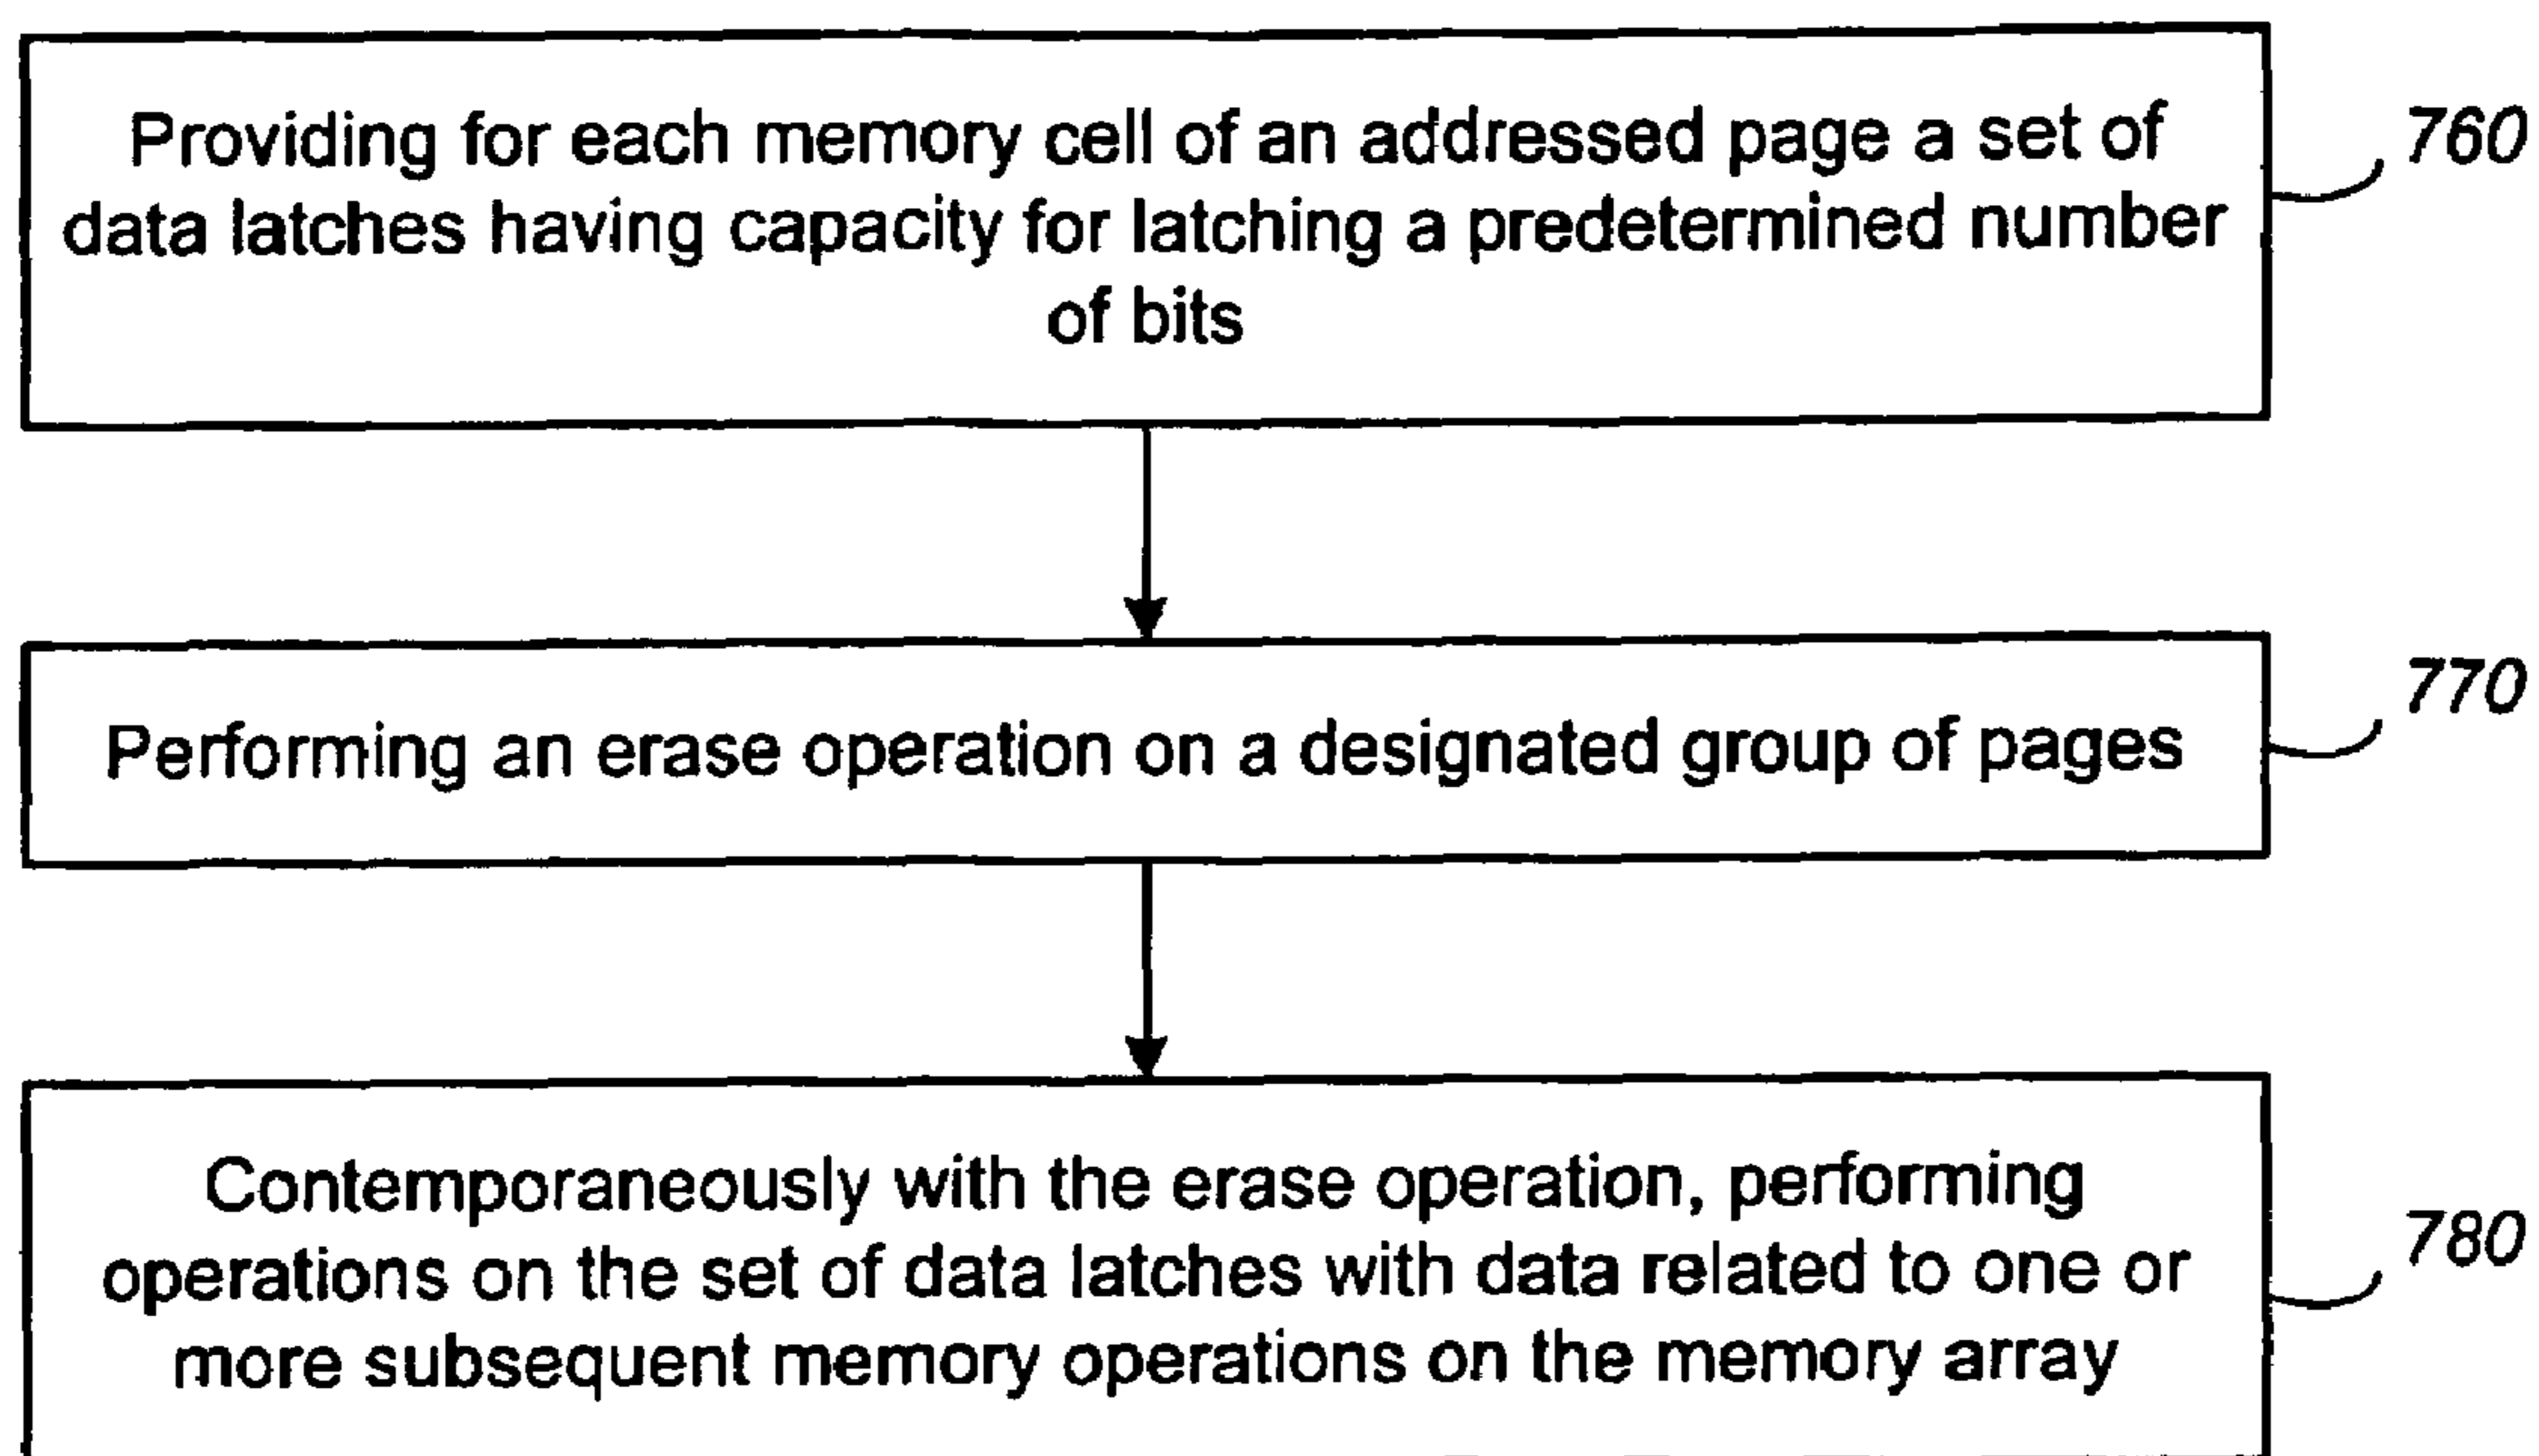 Providing for each memory cell of an addressed page a set of
760
data latches having capacity for latching a predetermined number
of bits
Performing an erase operation on a designated group of pages
770
Contemporaneously with the erase operation, performing
780
operations on the set of data latches with data related to one or
more subsequent memory operations on the memory array